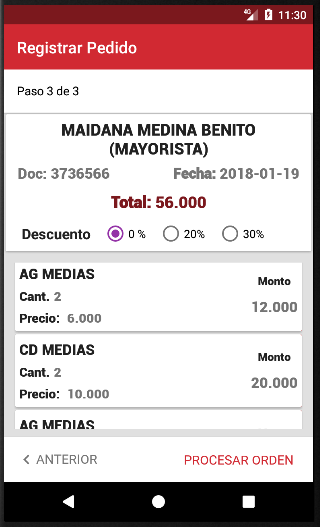 4G 11:30
Registrar Pedido
Paso 3 de 3
MAIDANA MEDINA BENITO
(MAYORISTA)
Doc: 3736566 Fecha: 2018-01-19
Total: 56.000
Descuento 0 % 20% 30%
AG MEDIAS
Monto
Cant. 2
12.000
Precio: 6.000
CD MEDIAS
Monto
Cant. 2
20.000
Precio: 10.000
AG MEDIAS
ANTERIOR PROCESAR ORDEN